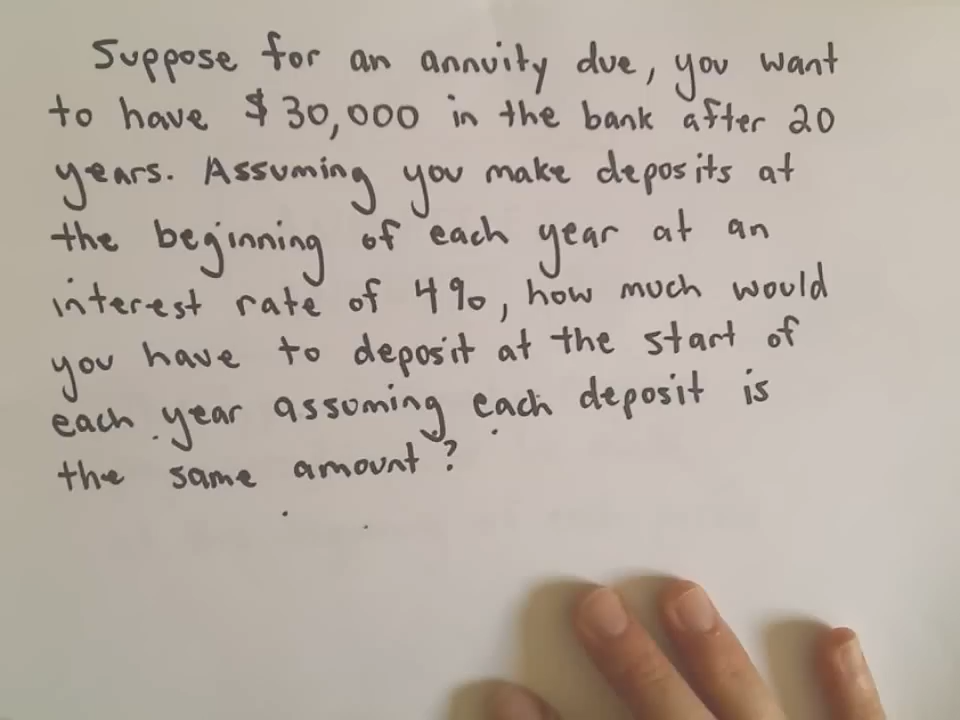 Suppose for an annuity due, you want
to have $30,000 in the bank after 20
years. Assuming you make deposits at
the beginning of each year at an
interest rate of 4%, how much would
you have to deposit at the start of
each year assuming each deposit is
the same amount?